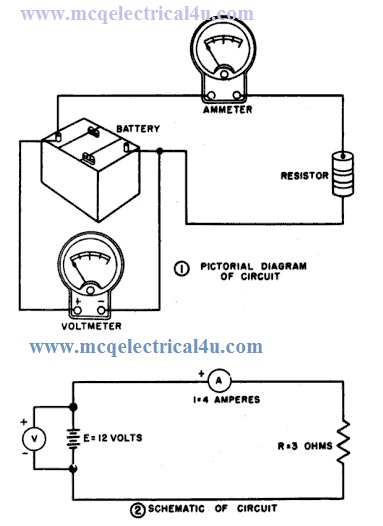 www.mcqelectrical4u.com
AMMETER
BATTERY
RESISTOR
1 PICTORIAL DIAGRAM
OF CIRCUIT
+ -
VOLTMETER
www.mcqelectrical4u.com
+ A
I=4 AMPERES
+
V
-
E=12 VOLTS
R=3 OHMS
2 SCHEMATIC OF CIRCUIT